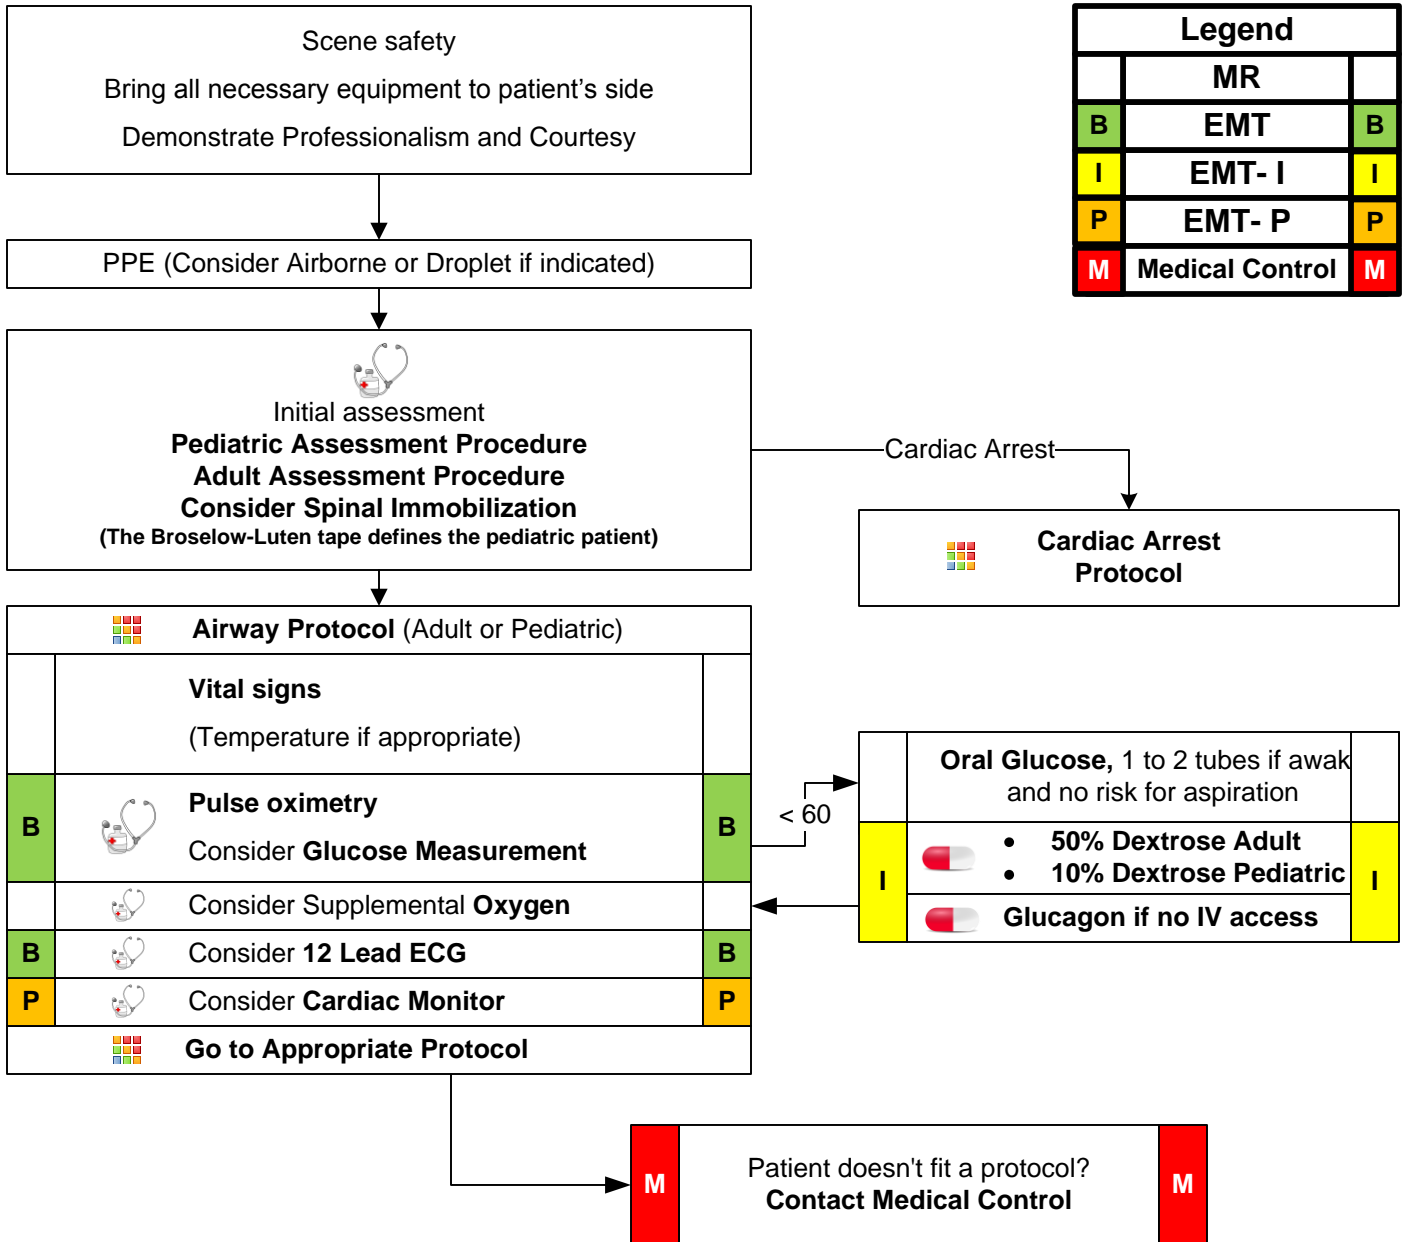 Scene safety
Bring all necessary equipment to patient's side
Demonstrate Professionalism and Courtesy
Legend
MR
B EMT B
I EMT- I I
P EMT- P P
M Medical Control M
PPE (Consider Airborne or Droplet if indicated)
Initial assessment
Pediatric Assessment Procedure
Adult Assessment Procedure
Consider Spinal Immobilization
(The Broselow-Luten tape defines the pediatric patient)
Cardiac Arrest
Cardiac Arrest
Protocol
Airway Protocol (Adult or Pediatric)
Vital signs
(Temperature if appropriate)
B Pulse oximetry B
Consider Glucose Measurement
< 60
Oral Glucose, 1 to 2 tubes if awak
and no risk for aspiration
I • 50% Dextrose Adult I
• 10% Dextrose Pediatric
Glucagon if no IV access
Consider Supplemental Oxygen
B Consider 12 Lead ECG B
P Consider Cardiac Monitor P
Go to Appropriate Protocol
M Patient doesn't fit a protocol? M
Contact Medical Control